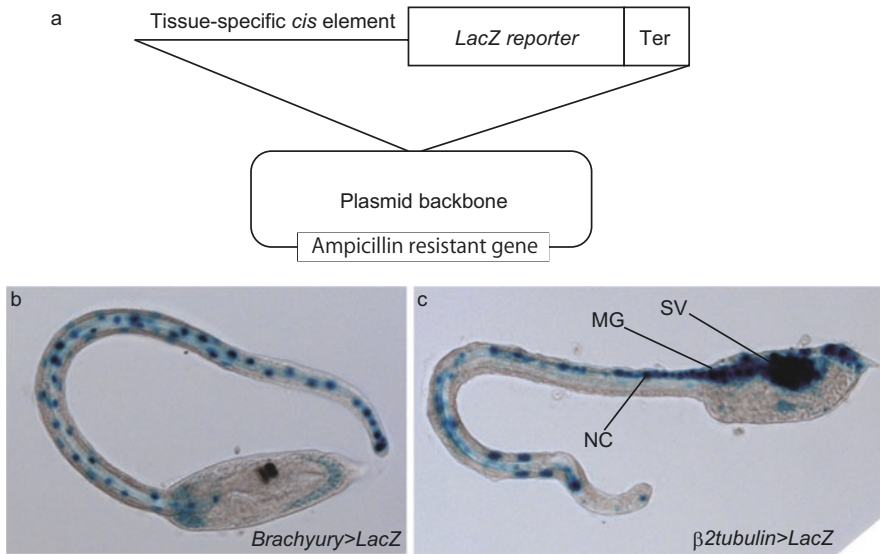 a
Tissue-specific cis element
LacZ reporter
Ter
Plasmid backbone
Ampicillin resistant gene
b
Brachyury>LacZ
c
MG
SV
NC
β2tubulin>LacZ